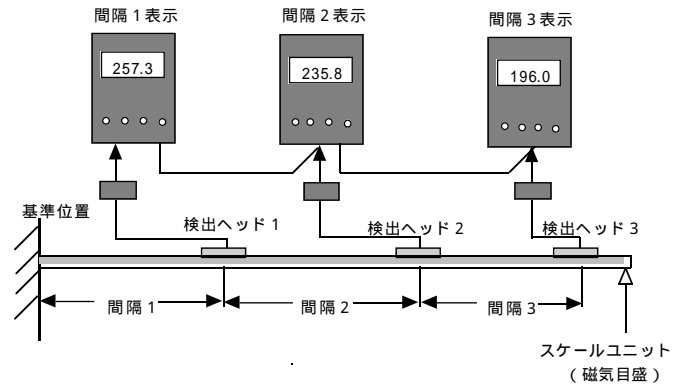 間隔1表示
間隔2表示
間隔3表示
257.3
235.8
196.0
基準位置
検出ヘッド1
検出ヘッド2
検出ヘッド3
間隔1
間隔2
間隔3
スケールユニット
(磁気目盛)